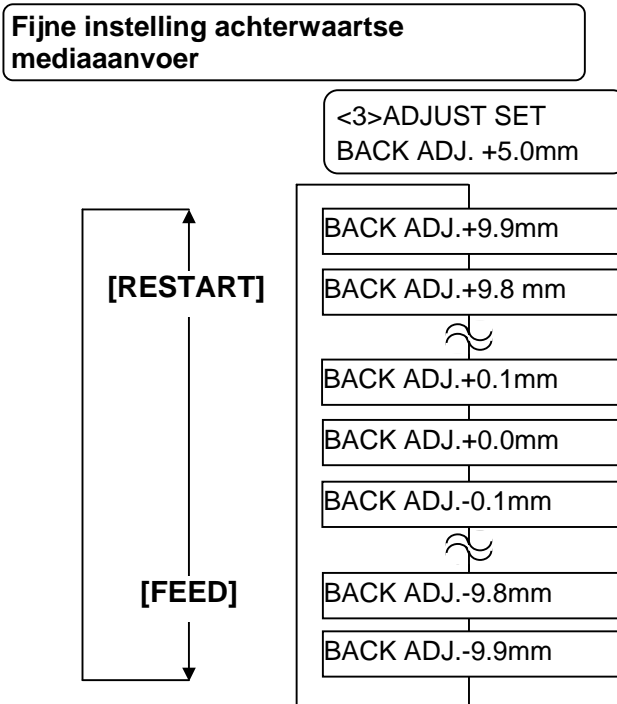 Fijne instelling achterwaartse
mediaaanvoer
<3>ADJUST SET
BACK ADJ. +5.0mm
BACK ADJ.+9.9mm
[RESTART]
BACK ADJ.+9.8 mm
BACK ADJ.+0.1mm
BACK ADJ.+0.0mm
BACK ADJ.-0.1mm
[FEED]
BACK ADJ.-9.8mm
BACK ADJ.-9.9mm